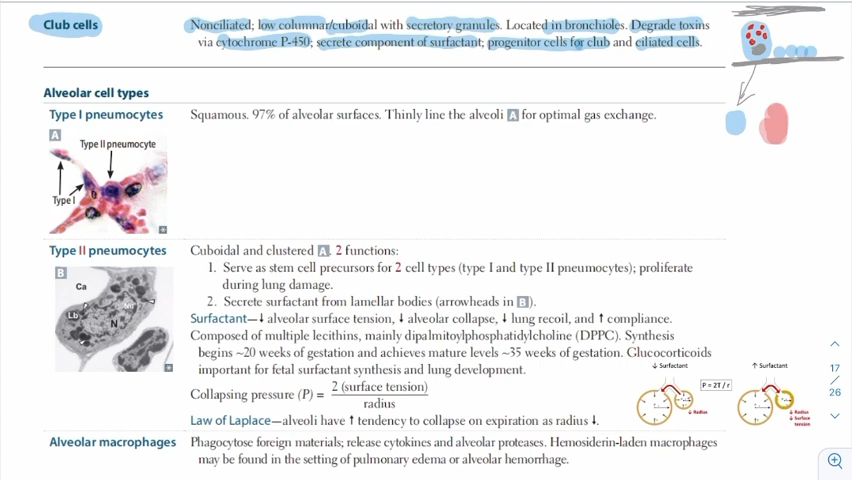 Club cells
Nonciliated; low columnar/cuboidal with secretory granules. Located in bronchioles. Degrade toxins
via cytochrome P-450; secrete component of surfactant; progenitor cells for club and ciliated cells.
Alveolar cell types
Type I pneumocytes
Squamous. 97% of alveolar surfaces. Thinly line the alveoli A for optimal gas exchange.
A
Type II pneumocyte
Type I
Type II pneumocytes
Cuboidal and clustered A. 2 functions:
1. Serve as stem cell precursors for 2 cell types (type I and type II pneumocytes); proliferate
during lung damage.
2. Secrete surfactant from lamellar bodies (arrowheads in B).
B
Ca
Lb
N
Surfactant—↓ alveolar surface tension, ↓ alveolar collapse, ↓ lung recoil, and ↑ compliance.
Composed of multiple lecithins, mainly dipalmitoylphosphatidylcholine (DPPC). Synthesis
begins ~20 weeks of gestation and achieves mature levels ~35 weeks of gestation. Glucocorticoids
important for fetal surfactant synthesis and lung development.
Collapsing pressure (P) = 2 (surface tension)
radius
Law of Laplace—alveoli have ↑ tendency to collapse on expiration as radius ↓.
↓ Surfactant
P = 2T / r
↓ Radius
↑ Surfactant
↓ Radius
↓ Surface
tension
17
/
26
Alveolar macrophages
Phagocytose foreign materials; release cytokines and alveolar proteases. Hemosiderin-laden macrophages
may be found in the setting of pulmonary edema or alveolar hemorrhage.